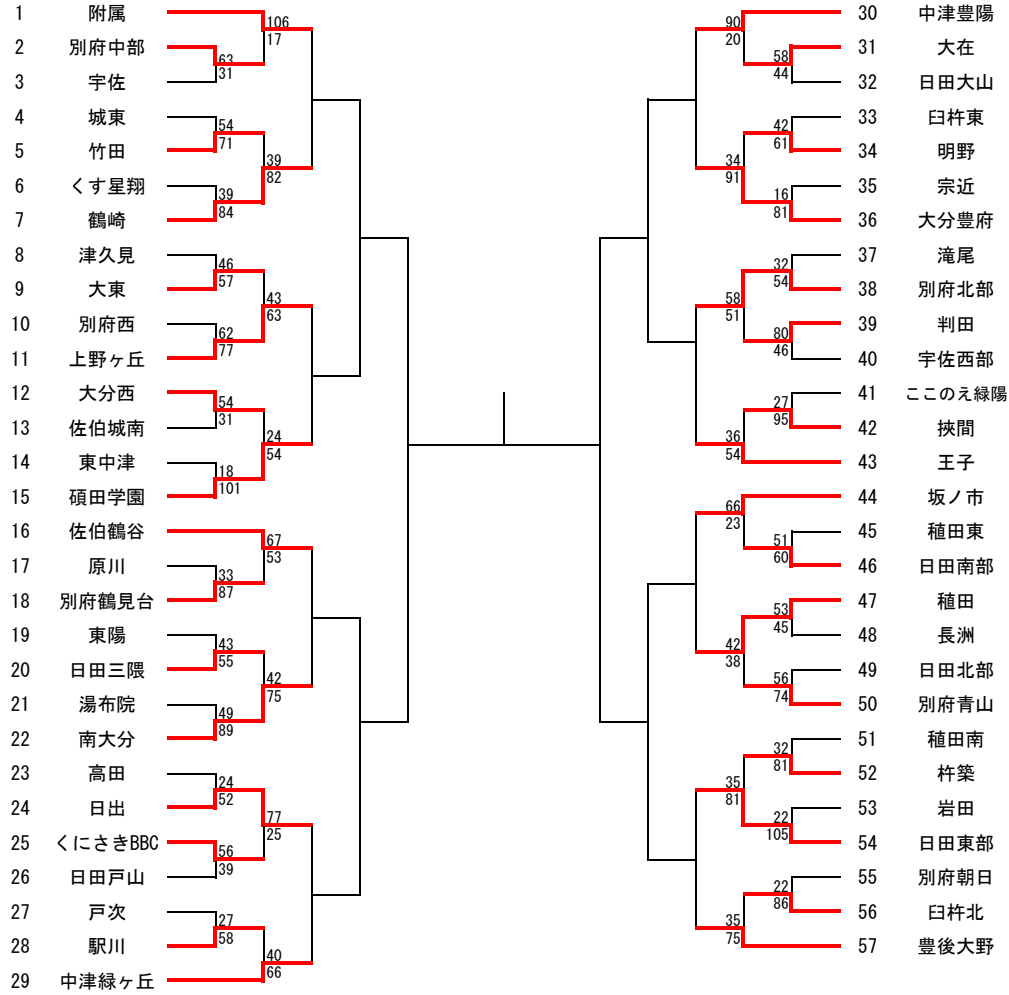 1 附属
106
17
2 別府中部
63
31
3 宇佐
4 城東
54
71
5 竹田
39
82
6 くす星翔
39
84
7 鶴崎
8 津久見
46
57
9 大東
43
63
10 別府西
62
77
11 上野ヶ丘
12 大分西
54
31
13 佐伯城南
24
54
14 東中津
18
101
15 碩田学園
16 佐伯鶴谷
67
53
17 原川
33
87
18 別府鶴見台
19 東陽
43
55
20 日田三隈
42
75
21 湯布院
49
89
22 南大分
23 高田
24
52
24 日出
77
25
25 くにさきBBC
56
39
26 日田戸山
27 戸次
27
58
28 駅川
40
66
29 中津緑ヶ丘
90
20
30 中津豊陽
58
44
31 大在
32 日田大山
42
61
33 臼杵東
34 明野
34
91
16
81
35 宗近
36 大分豊府
32
54
37 滝尾
38 別府北部
58
51
80
46
39 判田
40 宇佐西部
27
95
41 ここのえ緑陽
42 挾間
36
54
43 王子
66
23
44 坂ノ市
51
60
45 稙田東
46 日田南部
53
45
47 稙田
48 長洲
42
38
56
74
49 日田北部
50 別府青山
32
81
51 稙田南
52 杵築
35
81
22
105
53 岩田
54 日田東部
22
86
55 別府朝日
56 臼杵北
35
75
57 豊後大野